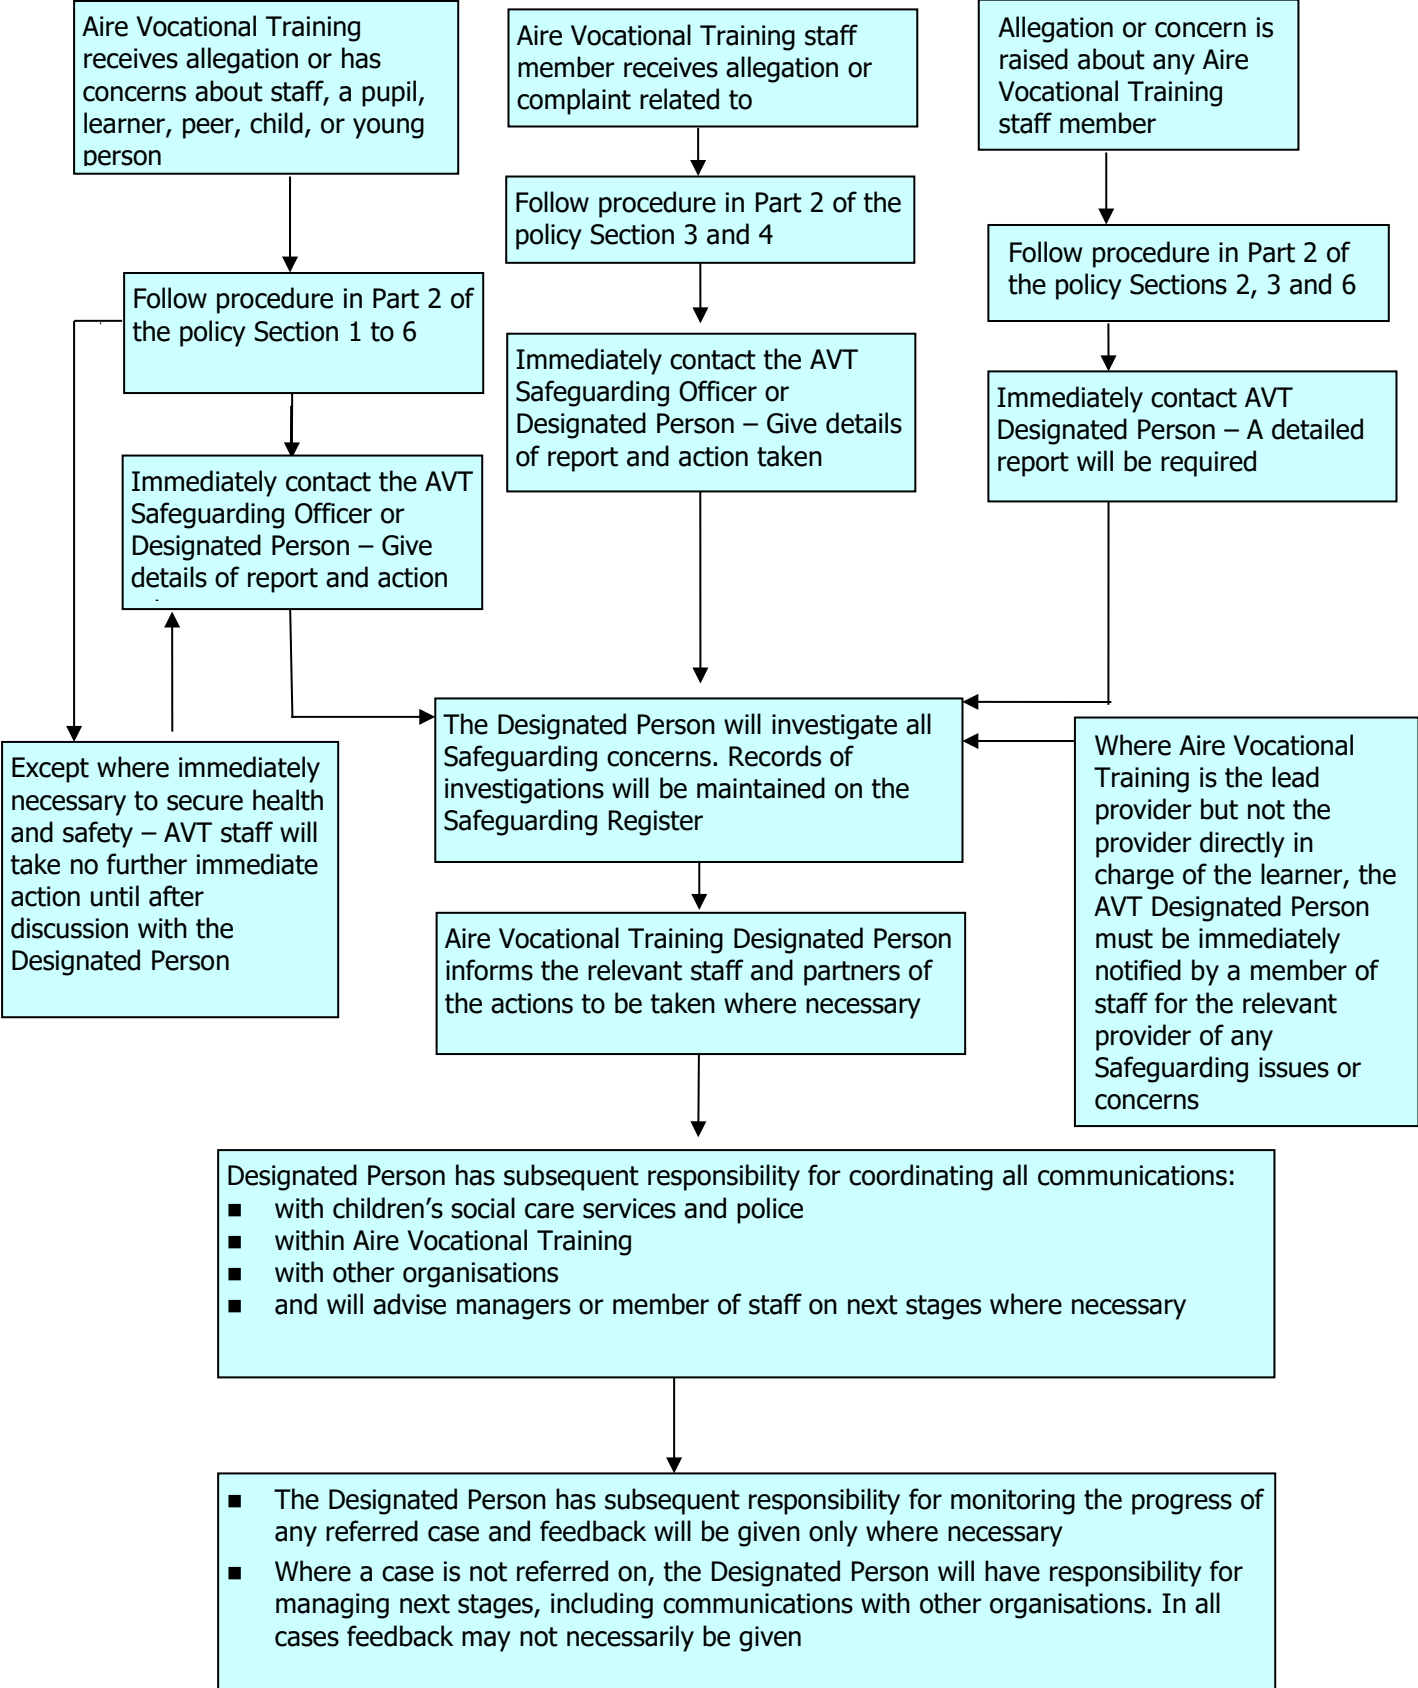 Aire Vocational Training
receives allegation or has
concerns about staff, a pupil,
learner, peer, child, or young
person
Aire Vocational Training staff
member receives allegation or
complaint related to
Allegation or concern is
raised about any Aire
Vocational Training
staff member
Follow procedure in Part 2 of the
policy Section 3 and 4
Follow procedure in Part 2 of
the policy Sections 2, 3 and 6
Follow procedure in Part 2 of
the policy Section 1 to 6
Immediately contact the AVT
Safeguarding Officer or
Designated Person – Give details
of report and action taken
Immediately contact AVT
Designated Person – A detailed
report will be required
Immediately contact the AVT
Safeguarding Officer or
Designated Person – Give
details of report and action
Except where immediately
necessary to secure health
and safety – AVT staff will
take no further immediate
action until after
discussion with the
Designated Person
The Designated Person will investigate all
Safeguarding concerns. Records of
investigations will be maintained on the
Safeguarding Register
Where Aire Vocational
Training is the lead
provider but not the
provider directly in
charge of the learner, the
AVT Designated Person
must be immediately
notified by a member of
staff for the relevant
provider of any
Safeguarding issues or
concerns
Aire Vocational Training Designated Person
informs the relevant staff and partners of
the actions to be taken where necessary
Designated Person has subsequent responsibility for coordinating all communications:
■ with children’s social care services and police
■ within Aire Vocational Training
■ with other organisations
■ and will advise managers or member of staff on next stages where necessary
■ The Designated Person has subsequent responsibility for monitoring the progress of
any referred case and feedback will be given only where necessary
■ Where a case is not referred on, the Designated Person will have responsibility for
managing next stages, including communications with other organisations. In all
cases feedback may not necessarily be given